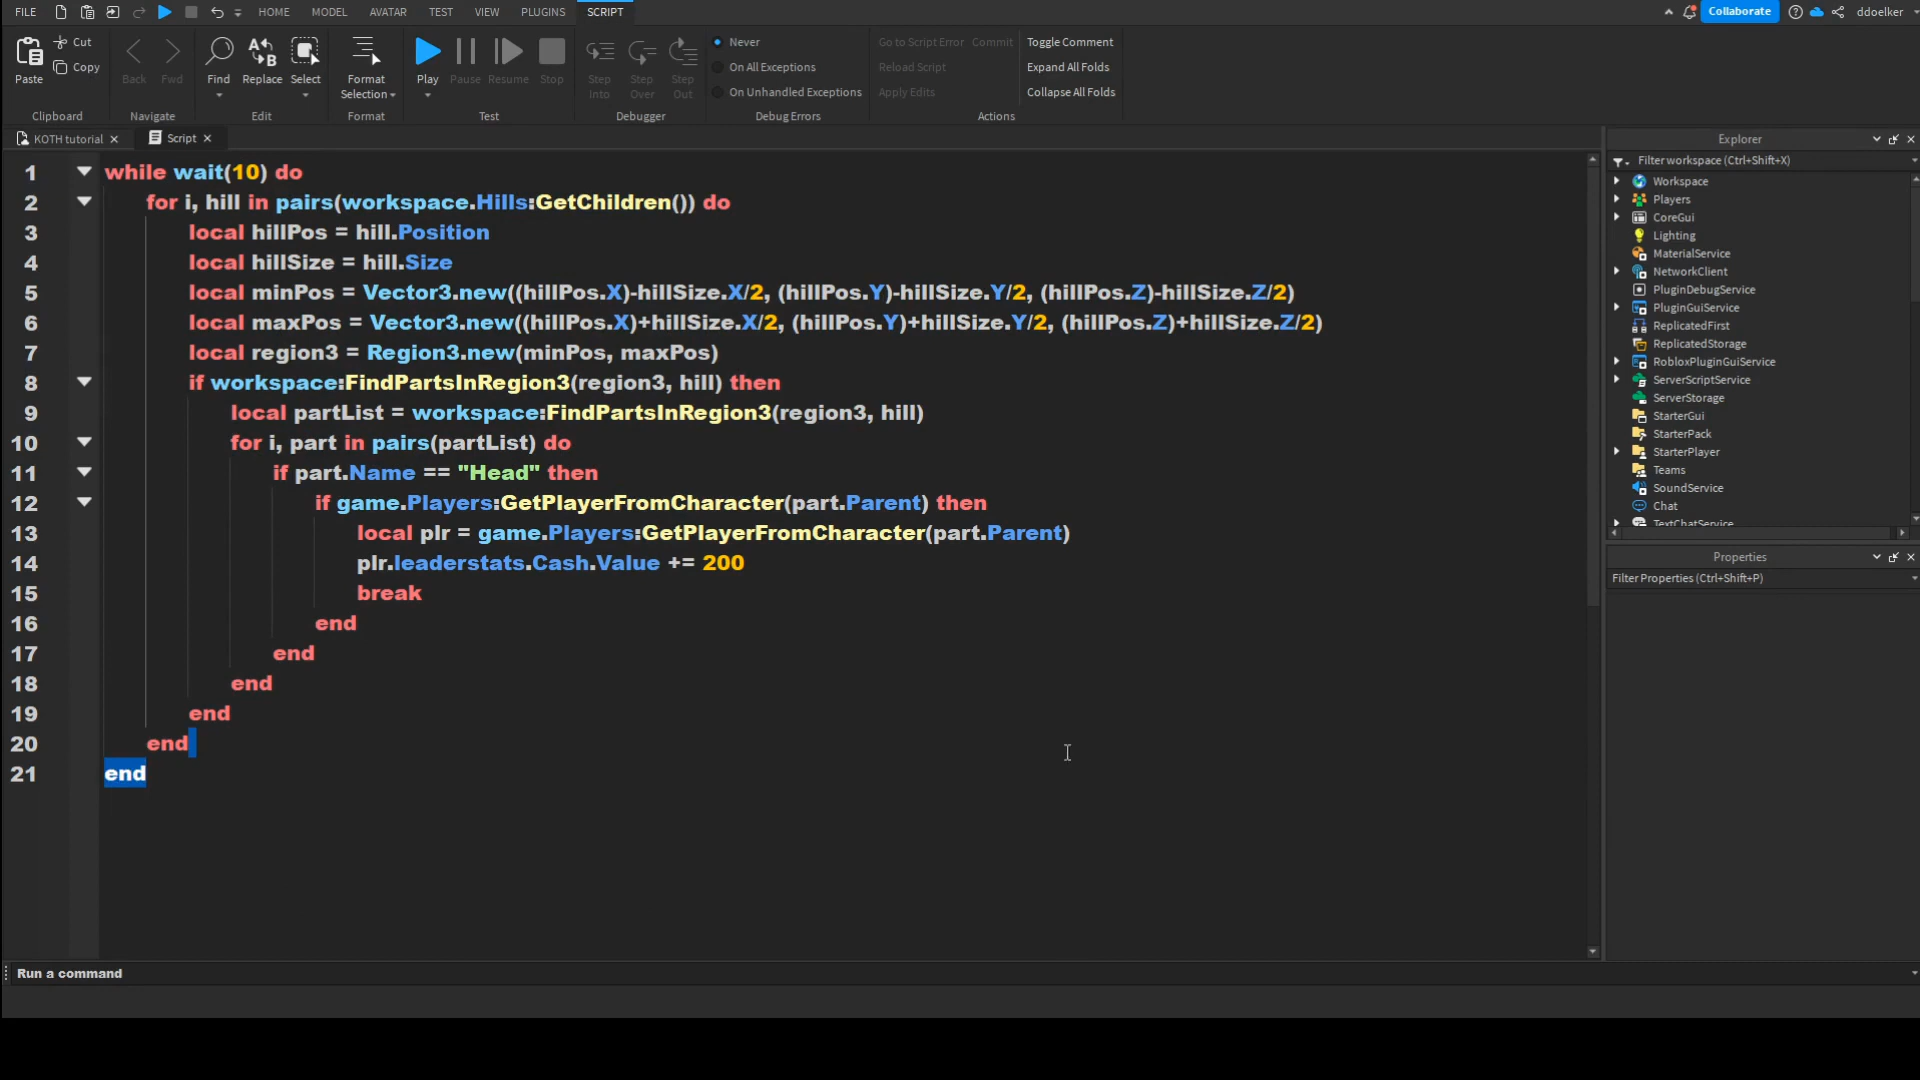 FILE HOME MODEL AVATAR TEST VIEW PLUGINS SCRIPT Collaborate ddoelker
Paste Cut Copy Back Fwd Find Replace Select Format Selection Play Pause Resume Stop Step Into Step Over Step Out
Never Go to Script Error Commit Toggle Comment
On All Exceptions Reload Script Expand All Folds
On Unhandled Exceptions Apply Edits Collapse All Folds
Clipboard Navigate Edit Format Test Debugger Debug Errors Actions
KOTH tutorial Script
1 while wait(10) do
2 for i, hill in pairs(workspace.Hills:GetChildren()) do
3 local hillPos = hill.Position
4 local hillSize = hill.Size
5 local minPos = Vector3.new((hillPos.X)-hillSize.X/2, (hillPos.Y)-hillSize.Y/2, (hillPos.Z)-hillSize.Z/2)
6 local maxPos = Vector3.new((hillPos.X)+hillSize.X/2, (hillPos.Y)+hillSize.Y/2, (hillPos.Z)+hillSize.Z/2)
7 local region3 = Region3.new(minPos, maxPos)
8 if workspace:FindPartsInRegion3(region3, hill) then
9 local partList = workspace:FindPartsInRegion3(region3, hill)
10 for i, part in pairs(partList) do
11 if part.Name == "Head" then
12 if game.Players:GetPlayerFromCharacter(part.Parent) then
13 local plr = game.Players:GetPlayerFromCharacter(part.Parent)
14 plr.leaderstats.Cash.Value += 200
15 break
16 end
17 end
18 end
19 end
20 end
21 end
Explorer
Filter workspace (Ctrl+Shift+X)
Workspace
Players
CoreGui
Lighting
MaterialService
NetworkClient
PluginDebugService
PluginGuiService
ReplicatedFirst
ReplicatedStorage
RobloxPluginGuiService
ServerScriptService
ServerStorage
StarterGui
StarterPack
StarterPlayer
Teams
SoundService
Chat
TextChatService
Properties
Filter Properties (Ctrl+Shift+P)
Run a command